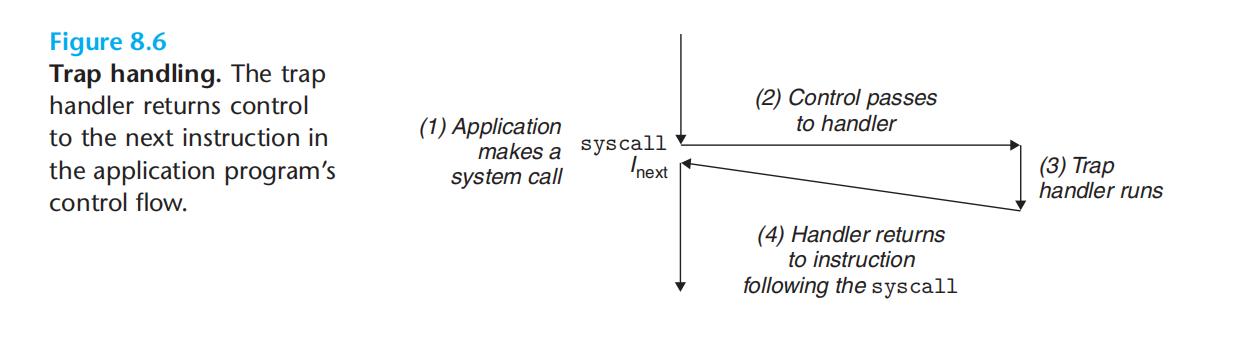 Figure 8.6
Trap handling. The trap
handler returns control
to the next instruction in
the application program's
control flow.
(1) Application
makes a
system call
syscall
Inext
(2) Control passes
to handler
(3) Trap
handler runs
(4) Handler returns
to instruction
following the syscall